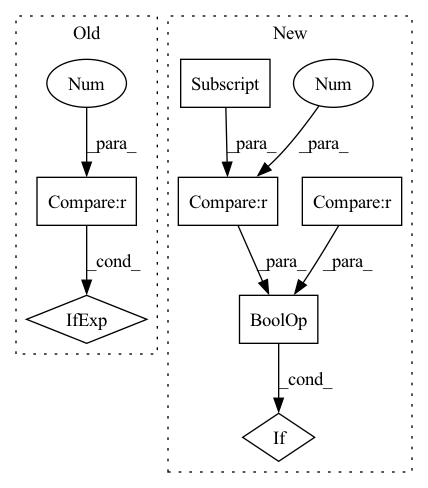 Old
New
Num
Subscript
Num
_para_
_para_
_para_
Compare:r
Compare:r
Compare:r
_cond_
_para_
_para_
IfExp
BoolOp
_cond_
If